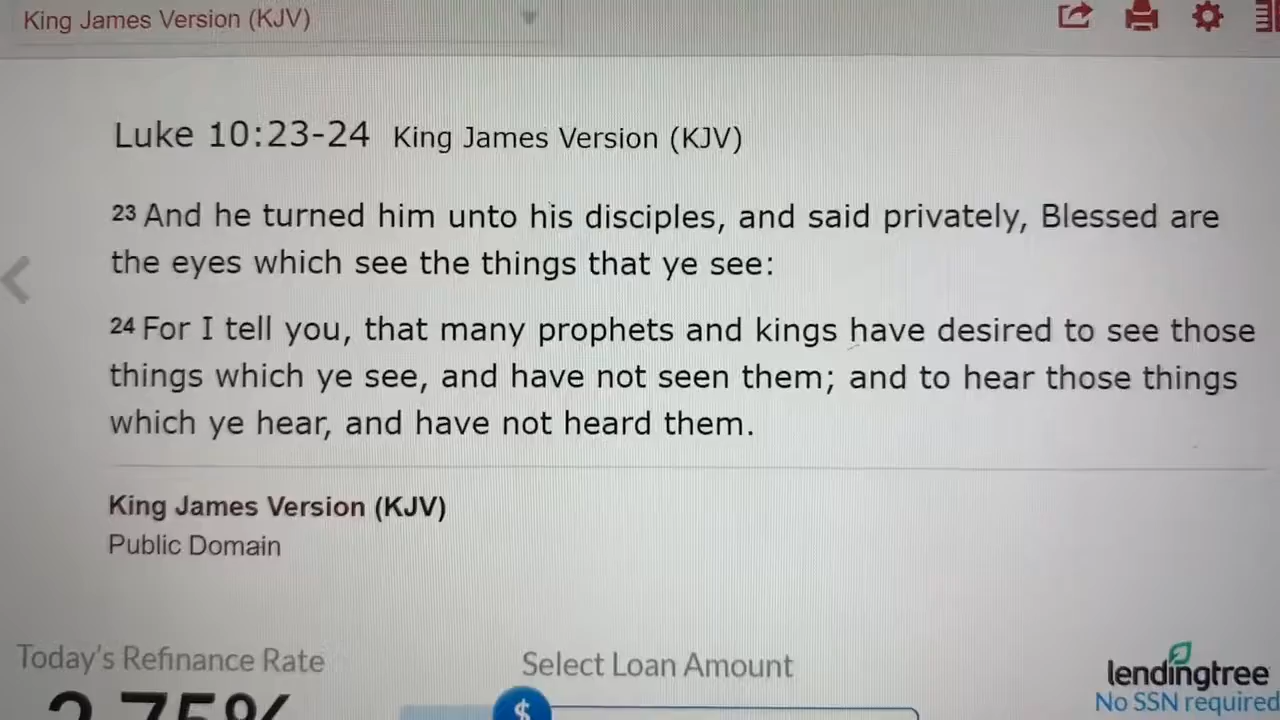 King James Version (KJV)
Luke 10:23-24 King James Version (KJV)
23 And he turned him unto his disciples, and said privately, Blessed are
the eyes which see the things that ye see:
24 For I tell you, that many prophets and kings have desired to see those
things which ye see, and have not seen them; and to hear those things
which ye hear, and have not heard them.
King James Version (KJV)
Public Domain
Today's Refinance Rate
Select Loan Amount
lendingtree
2.75%
$
No SSN required